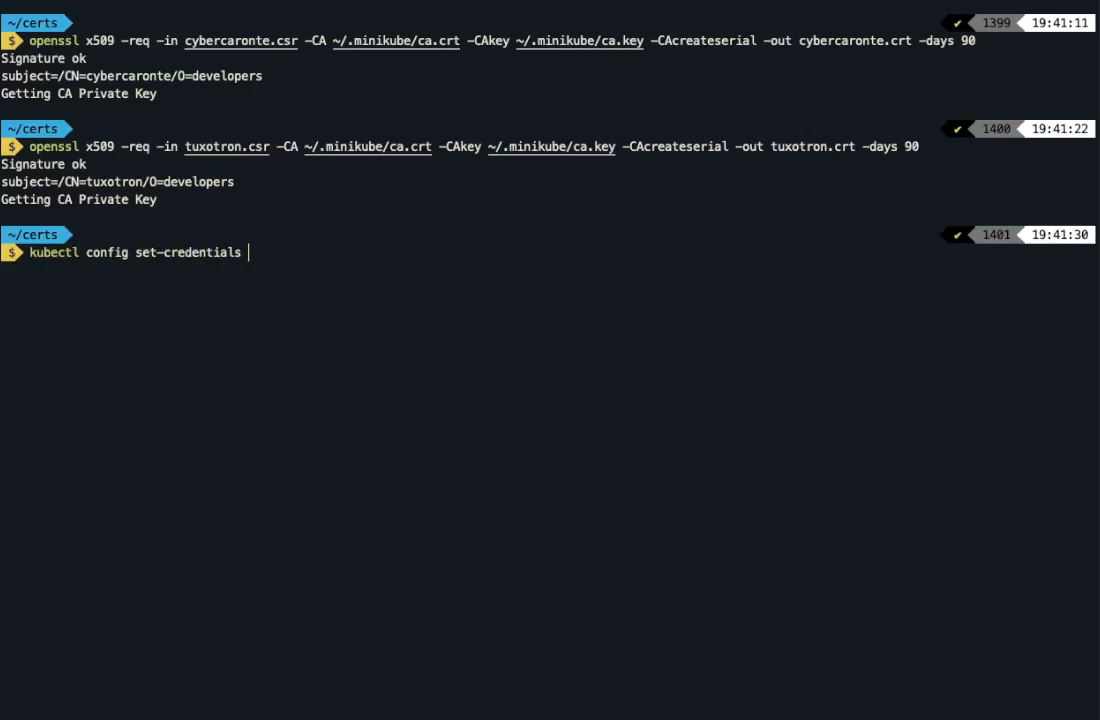 ~/certs ✔ 1399 19:41:11
$ openssl x509 -req -in cybercaronte.csr -CA ~/.minikube/ca.crt -CAkey ~/.minikube/ca.key -CAcreateserial -out cybercaronte.crt -days 90
Signature ok
subject=/CN=cybercaronte/O=developers
Getting CA Private Key
~/certs ✔ 1400 19:41:22
$ openssl x509 -req -in tuxotron.csr -CA ~/.minikube/ca.crt -CAkey ~/.minikube/ca.key -CAcreateserial -out tuxotron.crt -days 90
Signature ok
subject=/CN=tuxotron/O=developers
Getting CA Private Key
~/certs ✔ 1401 19:41:30
$ kubectl config set-credentials